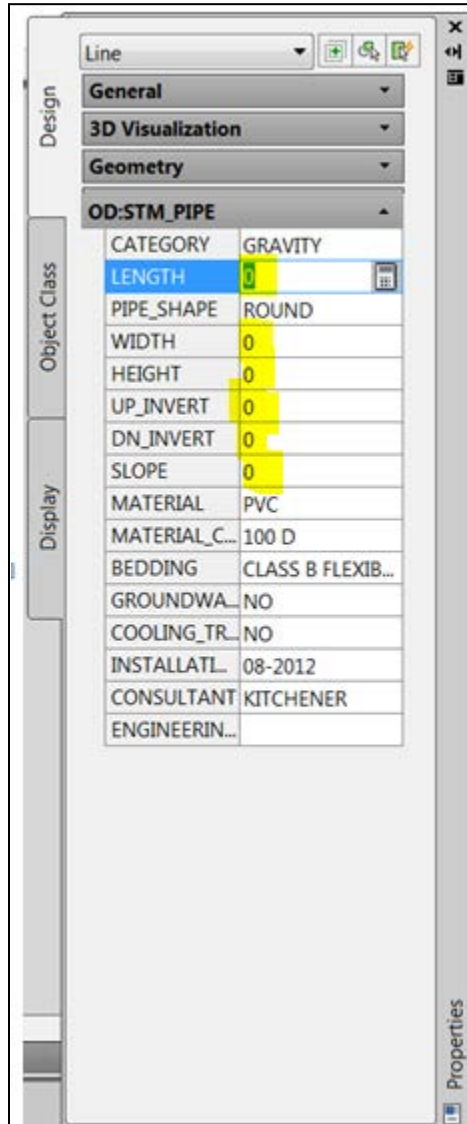 Line
Design
General
3D Visualization
Geometry
OD:STM_PIPE
CATEGORY GRAVITY
LENGTH 0
PIPE_SHAPE ROUND
WIDTH 0
HEIGHT 0
UP_INVERT 0
DN_INVERT 0
SLOPE 0
MATERIAL PVC
MATERIAL_C... 100 D
BEDDING CLASS B FLEXIB...
GROUNDWA... NO
COOLING_TR... NO
INSTALLATI... 08-2012
CONSULTANT KITCHENER
ENGINEERIN...
Object Class
Display
Properties